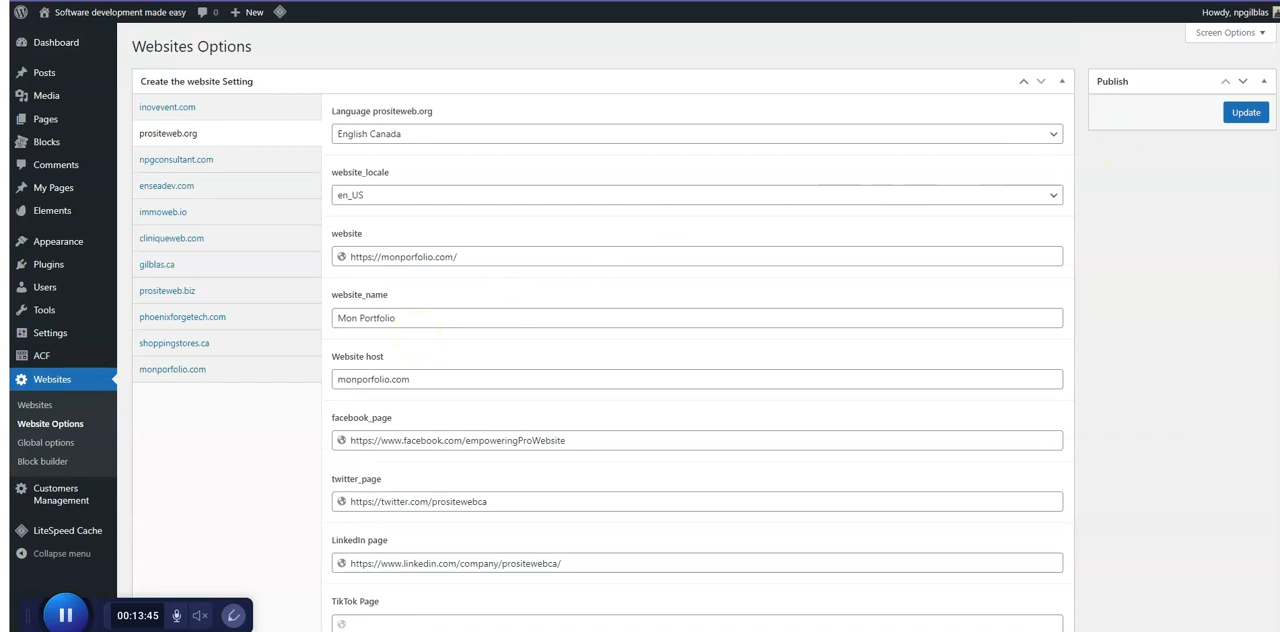 Software development made easy 0 New Howdy, npgilblas
Screen Options
Dashboard
Posts
Media
Pages
Blocks
Comments
My Pages
Elements
Appearance
Plugins
Users
Tools
Settings
ACF
Websites
Websites
Website Options
Global options
Block builder
Customers
Management
LiteSpeed Cache
Collapse menu
00:13:45
Websites Options
Create the website Setting
inovevent.com
prositeweb.org
npgconsultant.com
enseadev.com
immoweb.io
cliniqueweb.com
gilblas.ca
prositeweb.biz
phoenixforgetech.com
shoppingstores.ca
monporfolio.com
Language prositeweb.org
English Canada
website_locale
en_US
website
https://monporfolio.com/
website_name
Mon Portfolio
Website host
monporfolio.com
facebook_page
https://www.facebook.com/empoweringProWebsite
twitter_page
https://twitter.com/prositewebca
LinkedIn page
https://www.linkedin.com/company/prositewebca/
TikTok Page
Publish
Update